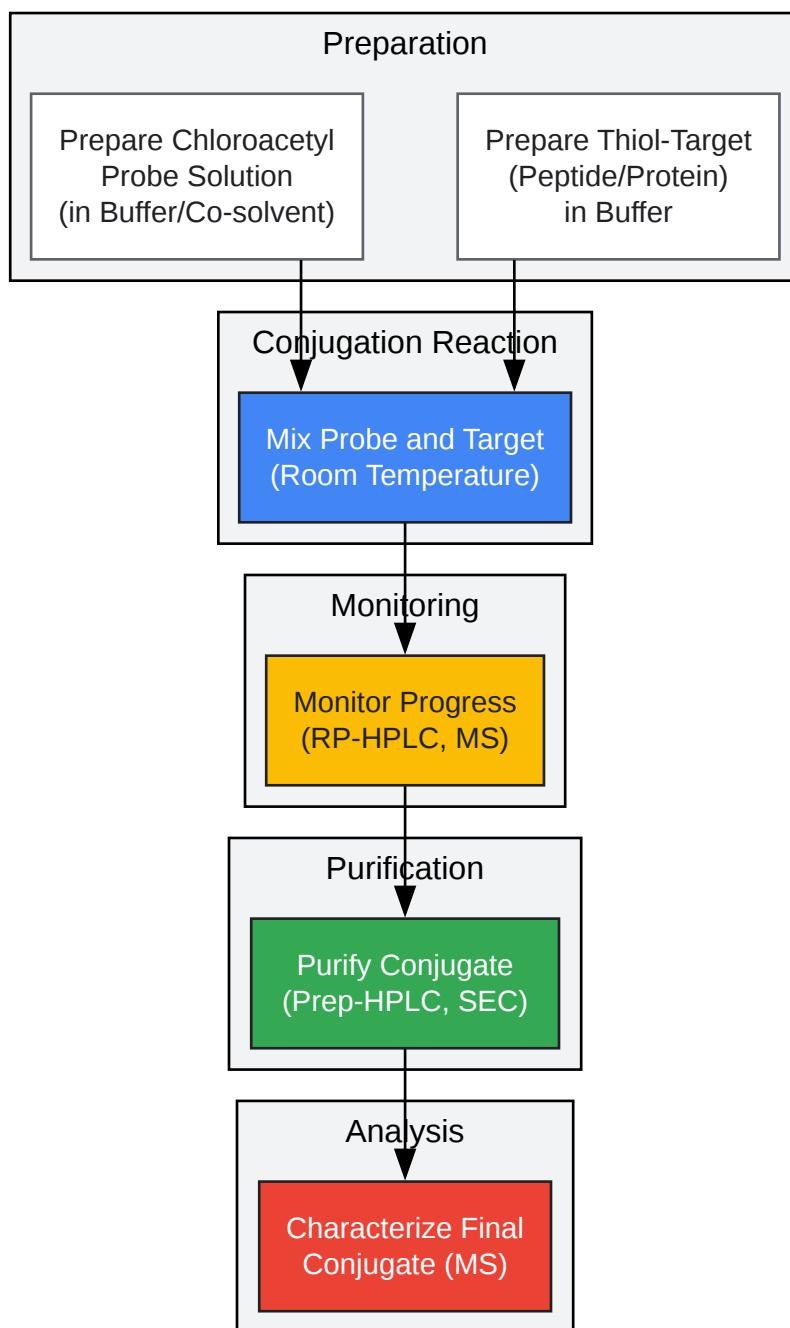 Preparation
Prepare Chloroacetyl
Probe Solution
(in Buffer/Co-solvent)
Prepare Thiol-Target
(Peptide/Protein)
in Buffer
Conjugation Reaction
Mix Probe and Target
(Room Temperature)
Monitoring
Monitor Progress
(RP-HPLC, MS)
Purification
Purify Conjugate
(Prep-HPLC, SEC)
Analysis
Characterize Final
Conjugate (MS)